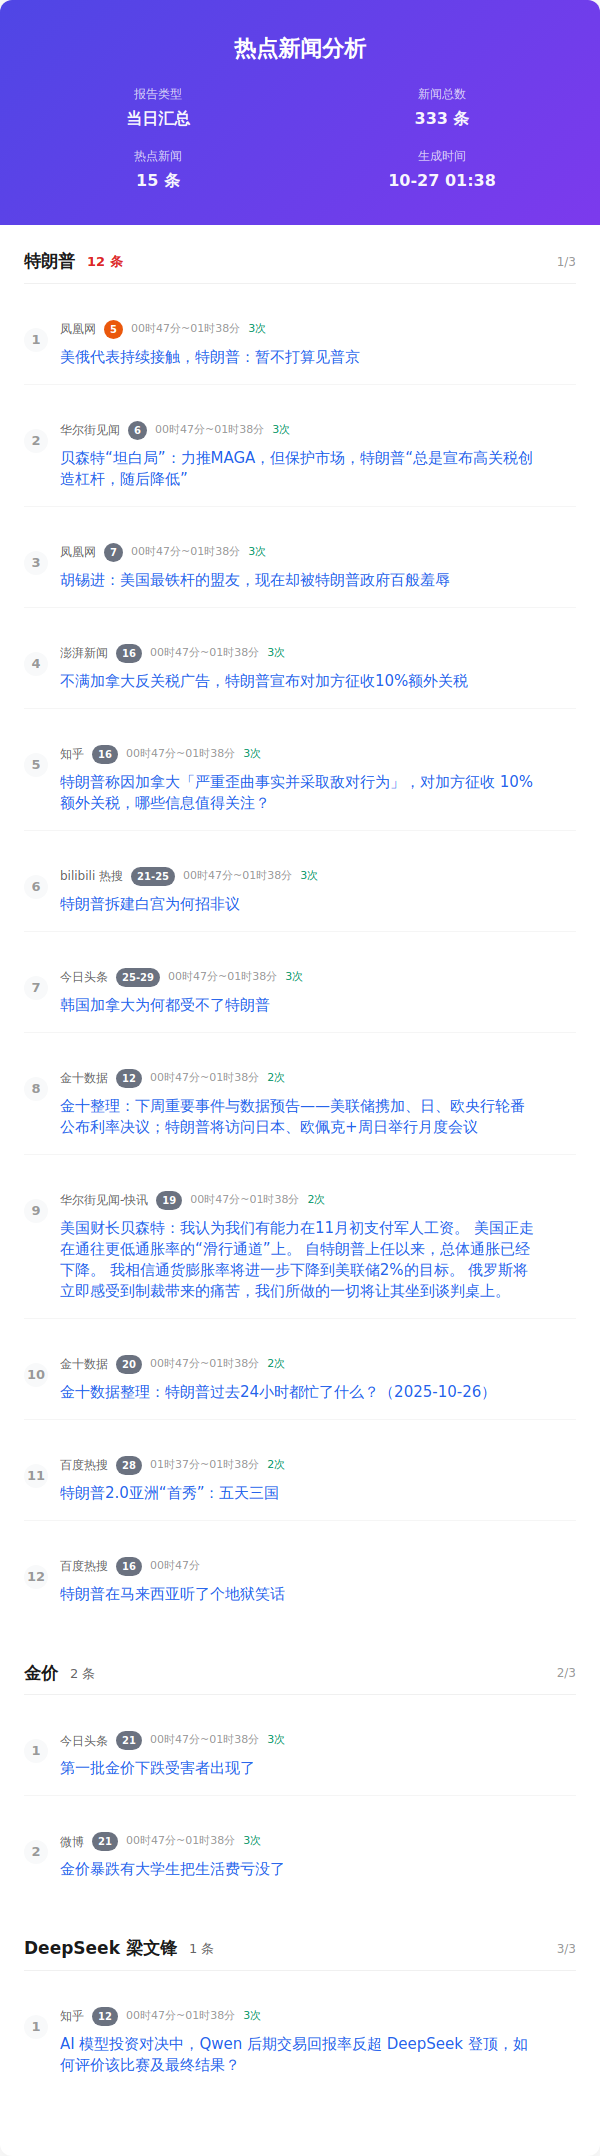 热点新闻分析
报告类型
当日汇总
新闻总数
333 条
热点新闻
15 条
生成时间
10-27 01:38
特朗普 12 条 1/3
1 凤凰网 5 00时47分~01时38分 3次
美俄代表持续接触，特朗普：暂不打算见普京
2 华尔街见闻 6 00时47分~01时38分 3次
贝森特“坦白局”：力推MAGA，但保护市场，特朗普“总是宣布高关税创
造杠杆，随后降低”
3 凤凰网 7 00时47分~01时38分 3次
胡锡进：美国最铁杆的盟友，现在却被特朗普政府百般羞辱
4 澎湃新闻 16 00时47分~01时38分 3次
不满加拿大反关税广告，特朗普宣布对加方征收10%额外关税
5 知乎 16 00时47分~01时38分 3次
特朗普称因加拿大「严重歪曲事实并采取敌对行为」，对加方征收 10%
额外关税，哪些信息值得关注？
6 bilibili 热搜 21-25 00时47分~01时38分 3次
特朗普拆建白宫为何招非议
7 今日头条 25-29 00时47分~01时38分 3次
韩国加拿大为何都受不了特朗普
8 金十数据 12 00时47分~01时38分 2次
金十整理：下周重要事件与数据预告——美联储携加、日、欧央行轮番
公布利率决议；特朗普将访问日本、欧佩克+周日举行月度会议
9 华尔街见闻-快讯 19 00时47分~01时38分 2次
美国财长贝森特：我认为我们有能力在11月初支付军人工资。 美国正走
在通往更低通胀率的“滑行通道”上。 自特朗普上任以来，总体通胀已经
下降。 我相信通货膨胀率将进一步下降到美联储2%的目标。 俄罗斯将
立即感受到制裁带来的痛苦，我们所做的一切将让其坐到谈判桌上。
10 金十数据 20 00时47分~01时38分 2次
金十数据整理：特朗普过去24小时都忙了什么？（2025-10-26）
11 百度热搜 28 01时37分~01时38分 2次
特朗普2.0亚洲“首秀”：五天三国
12 百度热搜 16 00时47分
特朗普在马来西亚听了个地狱笑话
金价 2 条 2/3
1 今日头条 21 00时47分~01时38分 3次
第一批金价下跌受害者出现了
2 微博 21 00时47分~01时38分 3次
金价暴跌有大学生把生活费亏没了
DeepSeek 梁文锋 1 条 3/3
1 知乎 12 00时47分~01时38分 3次
AI 模型投资对决中，Qwen 后期交易回报率反超 DeepSeek 登顶，如
何评价该比赛及最终结果？